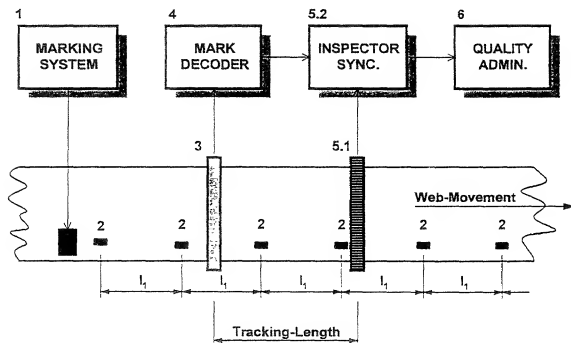 1
4
5.2
6
MARKING
SYSTEM
MARK
DECODER
INSPECTOR
SYNC.
QUALITY
ADMIN.
3
5.1
Web-Movement
2
2
2
2
2
2
l₁
l₁
l₁
l₁
l₁
Tracking-Length